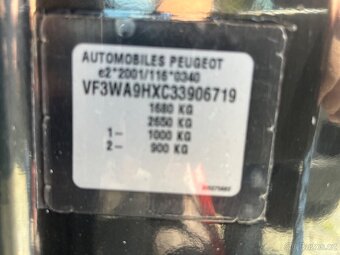 AUTOMOBILES PEUGEOT
e2*2001/116*0340
VF3WA9HXC33906719
1680 KG
2650 KG
1- 1000 KG
2- 900 KG